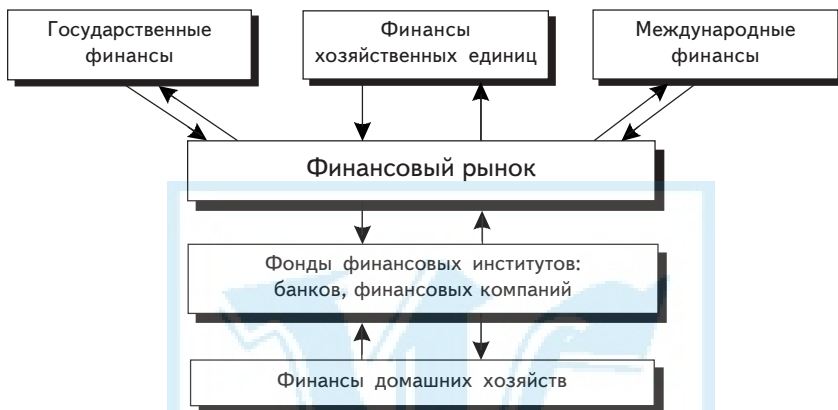 Государственные
финансы
Финансы
хозяйственных единиц
Международные
финансы
Финансовый рынок
Фонды финансовых институтов:
банков, финансовых компаний
Финансы домашних хозяйств